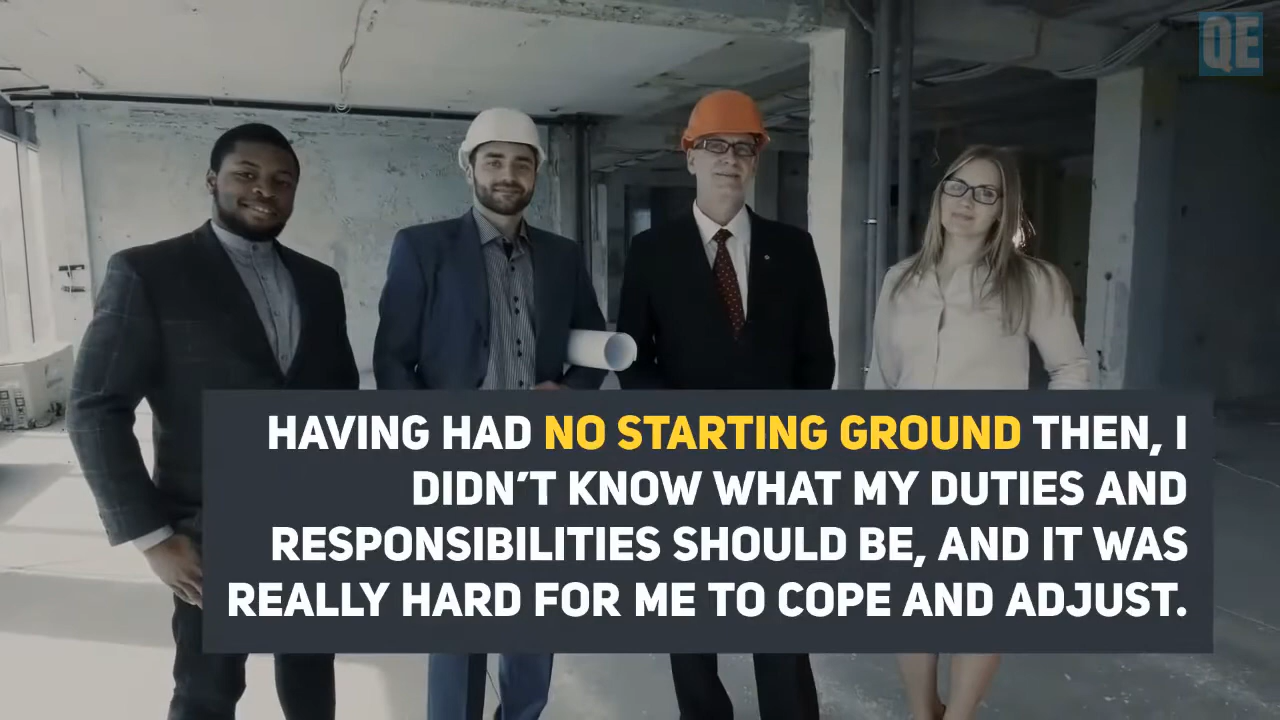 QE
HAVING HAD NO STARTING GROUND THEN, I
DIDN'T KNOW WHAT MY DUTIES AND
RESPONSIBILITIES SHOULD BE, AND IT WAS
REALLY HARD FOR ME TO COPE AND ADJUST.